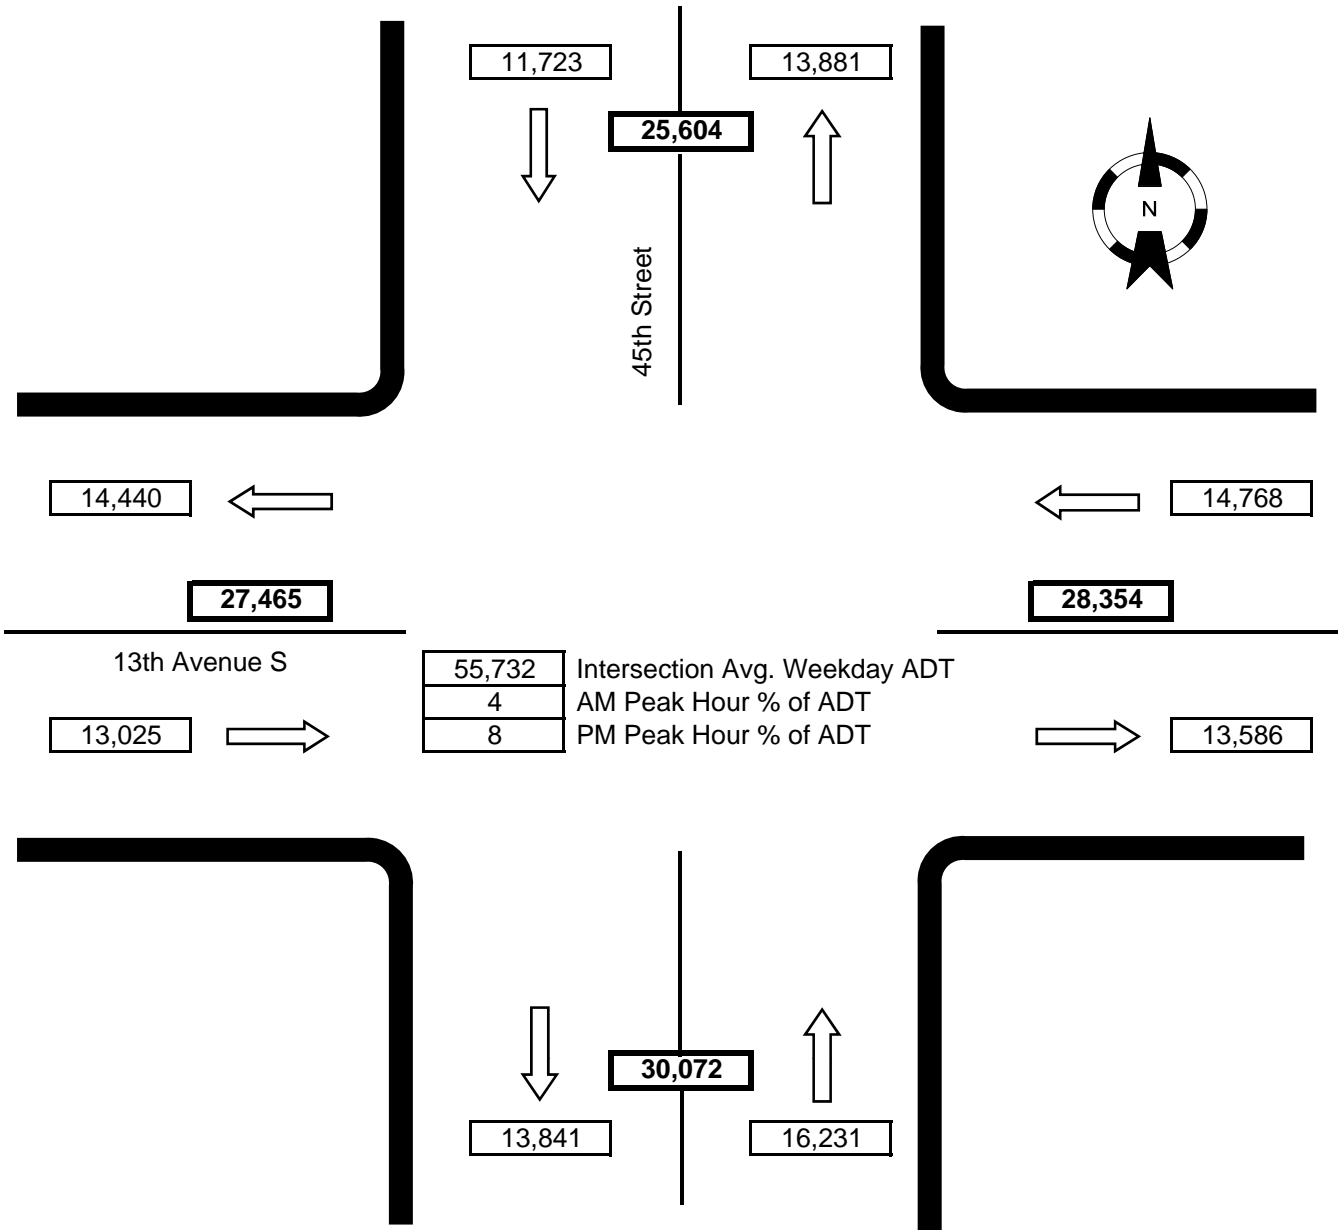 11,723
13,881
25,604
N
45th Street
14,440
14,768
27,465
28,354
13th Avenue S
55,732 Intersection Avg. Weekday ADT
4 AM Peak Hour % of ADT
8 PM Peak Hour % of ADT
13,025
13,586
30,072
13,841
16,231